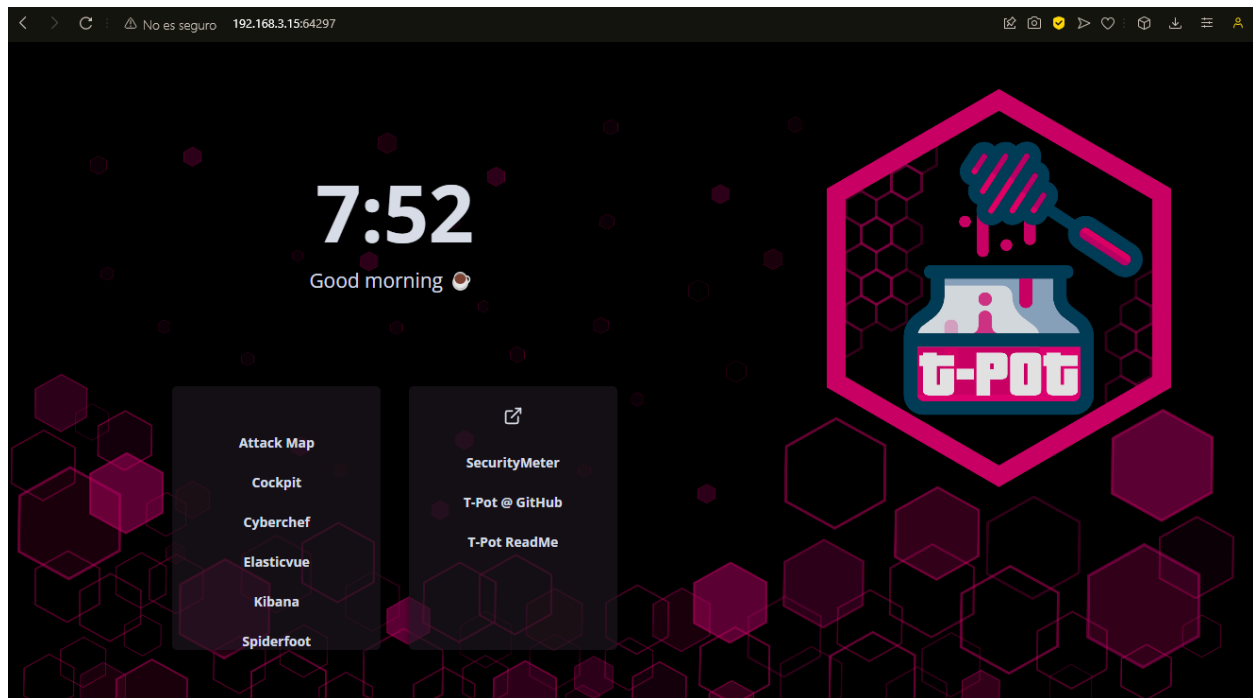 No es seguro 192.168.3.15:64297
7:52
Good morning
Attack Map
Cockpit
Cyberchef
Elasticvue
Kibana
Spiderfoot
SecurityMeter
T-Pot @ GitHub
T-Pot ReadMe
t-POt